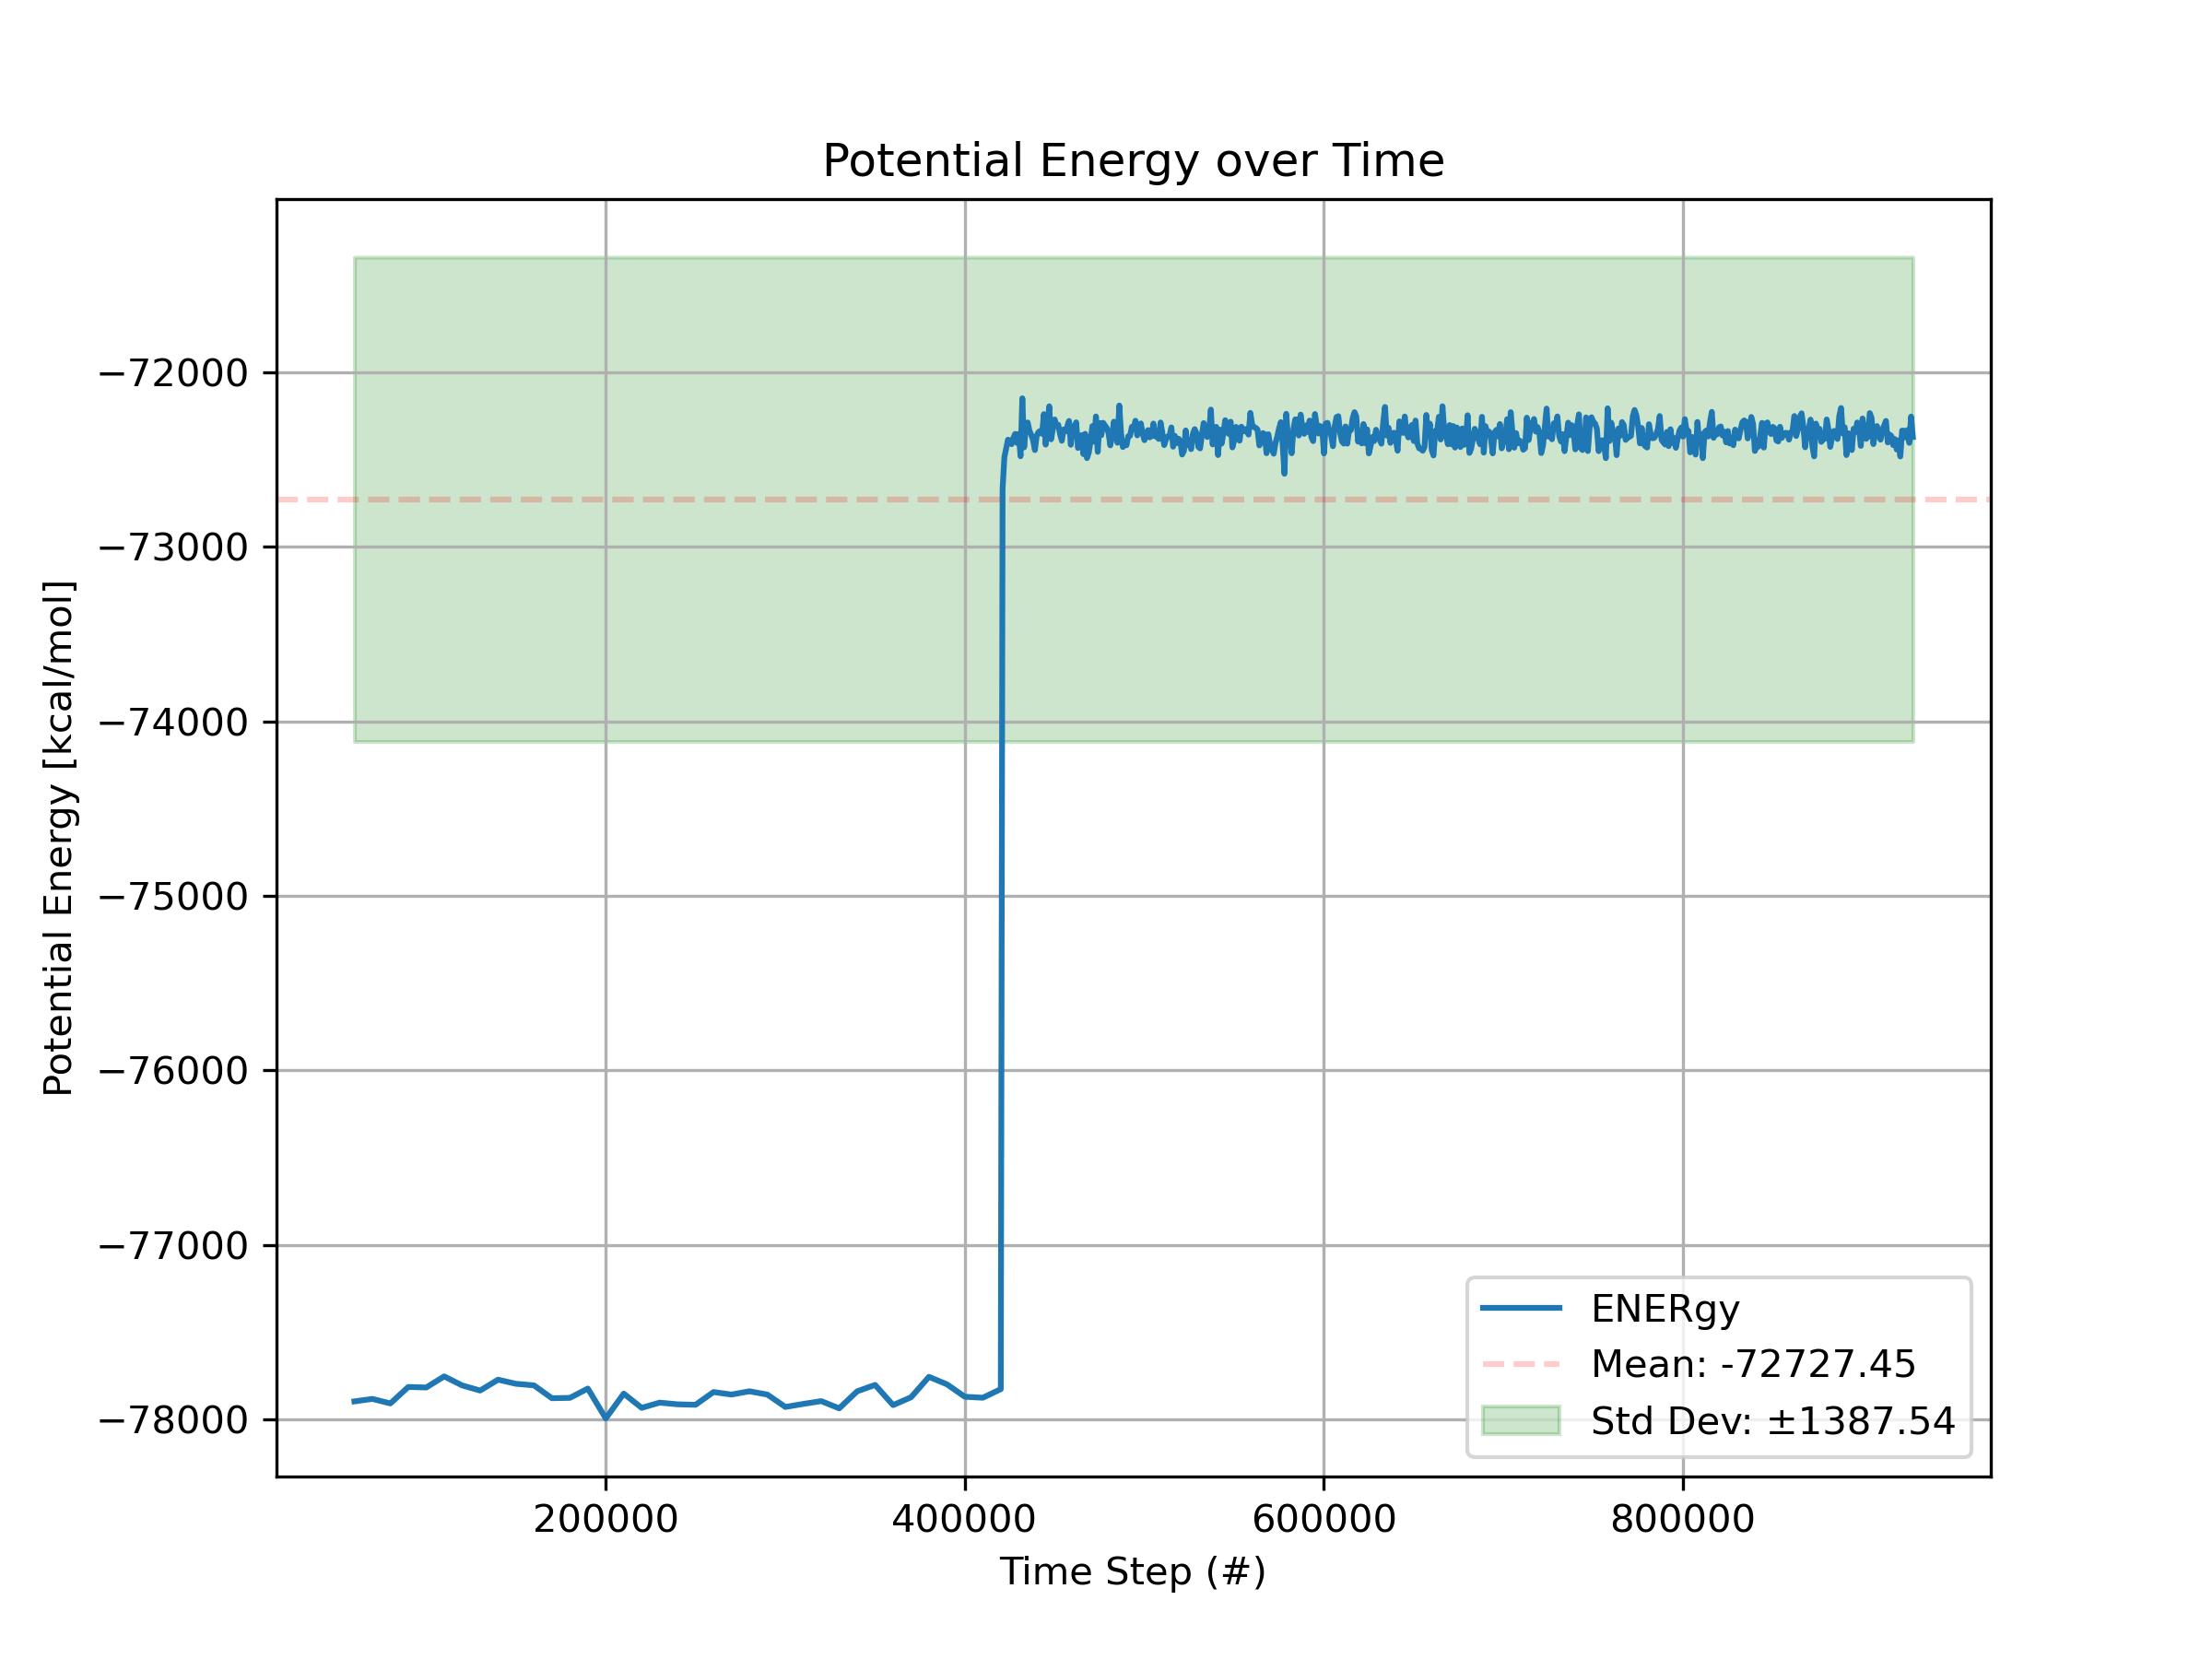 Potential Energy over Time
Potential Energy [kcal/mol]
−72000
−73000
−74000
−75000
−76000
−77000
−78000
ENERgy
Mean: -72727.45
Std Dev: ±1387.54
200000 400000 600000 800000
Time Step (#)